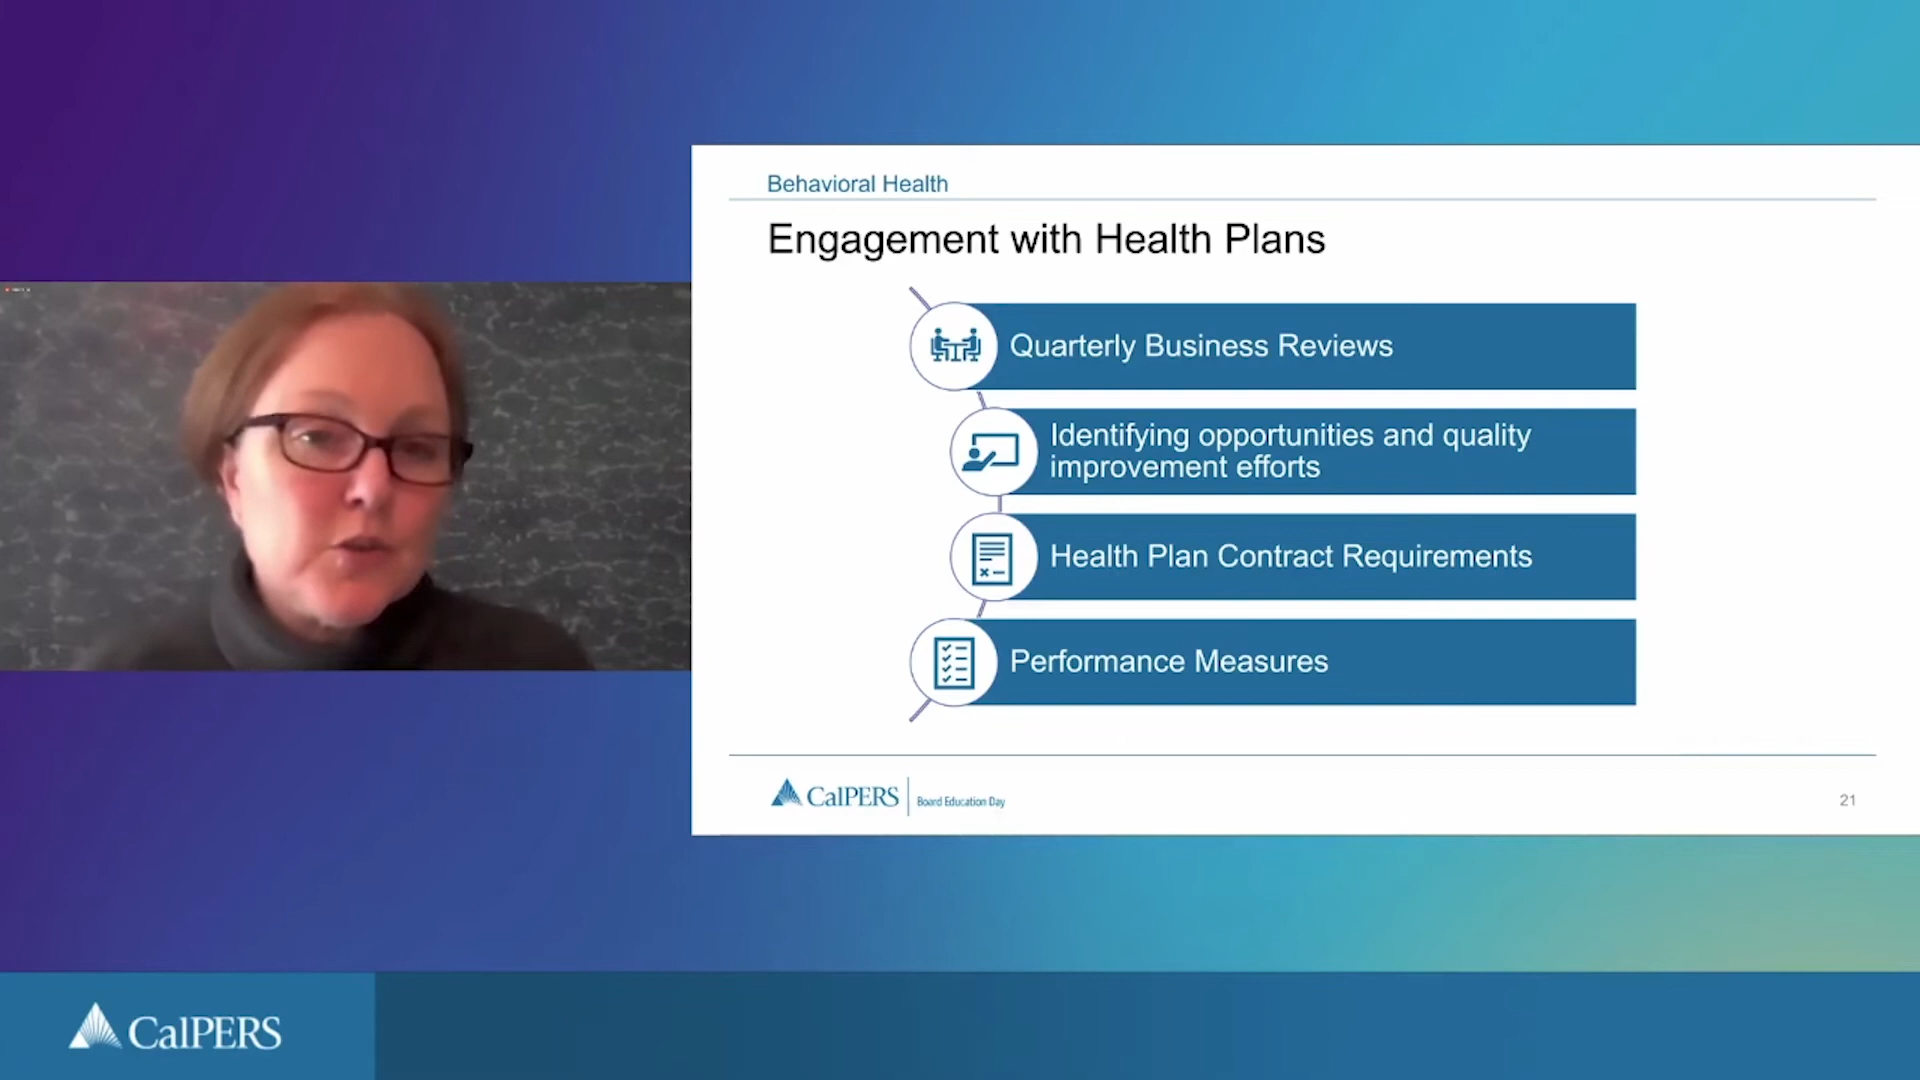 Behavioral Health
Engagement with Health Plans
Quarterly Business Reviews
Identifying opportunities and quality
improvement efforts
Health Plan Contract Requirements
Performance Measures
CalPERS
Board Education Day
21
CalPERS